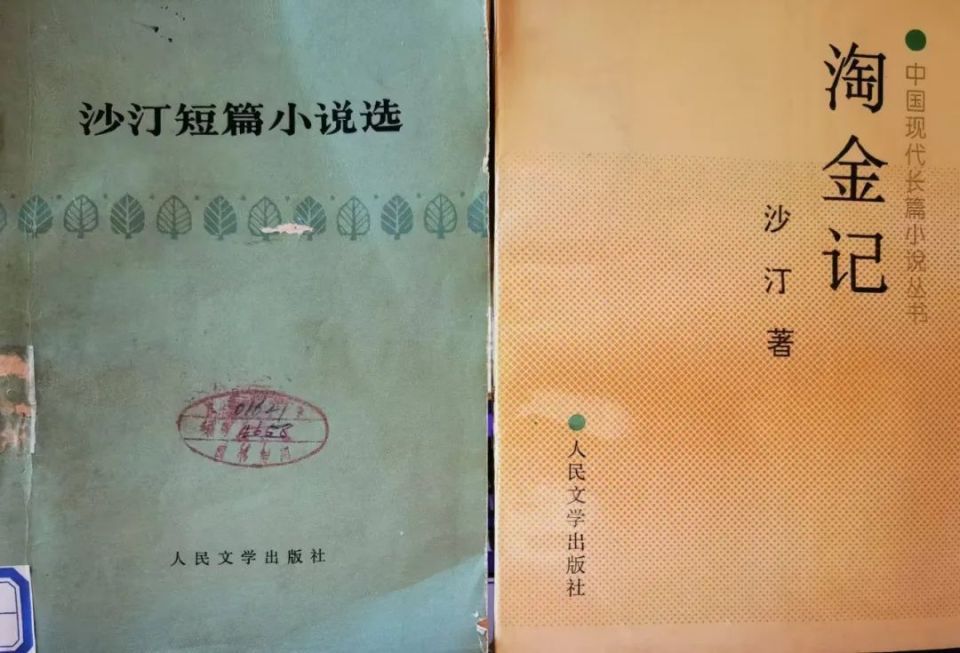 沙汀短篇小说选
人民文学出版社
中国现代长篇小说丛书
淘金记
沙汀 著
人民文学出版社